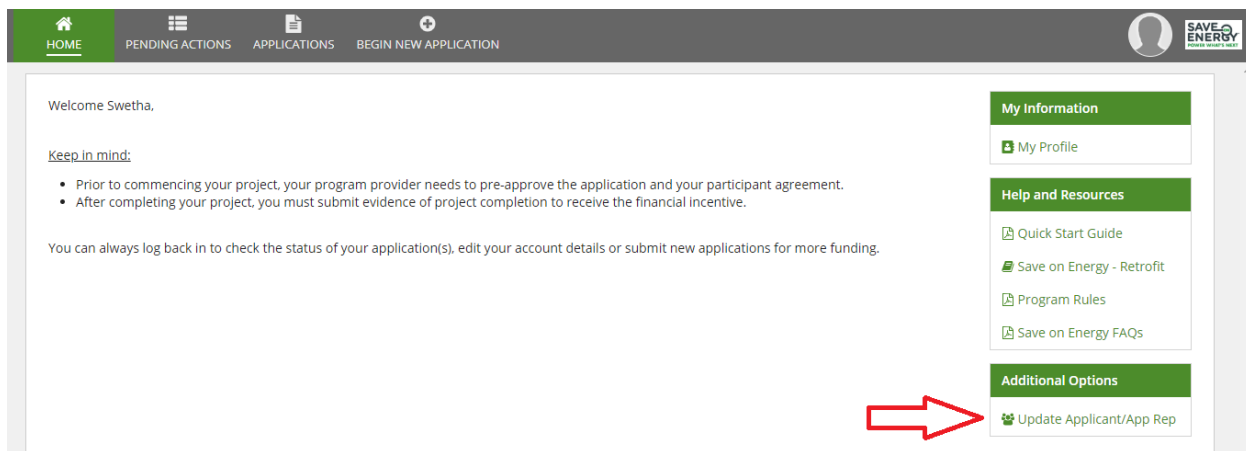 HOME
PENDING ACTIONS
APPLICATIONS
BEGIN NEW APPLICATION
SAVE ON
ENERGY
POWER WHAT'S NEXT
Welcome Swetha,
Keep in mind:
• Prior to commencing your project, your program provider needs to pre-approve the application and your participant agreement.
• After completing your project, you must submit evidence of project completion to receive the financial incentive.
You can always log back in to check the status of your application(s), edit your account details or submit new applications for more funding.
My Information
My Profile
Help and Resources
Quick Start Guide
Save on Energy - Retrofit
Program Rules
Save on Energy FAQs
Additional Options
Update Applicant/App Rep